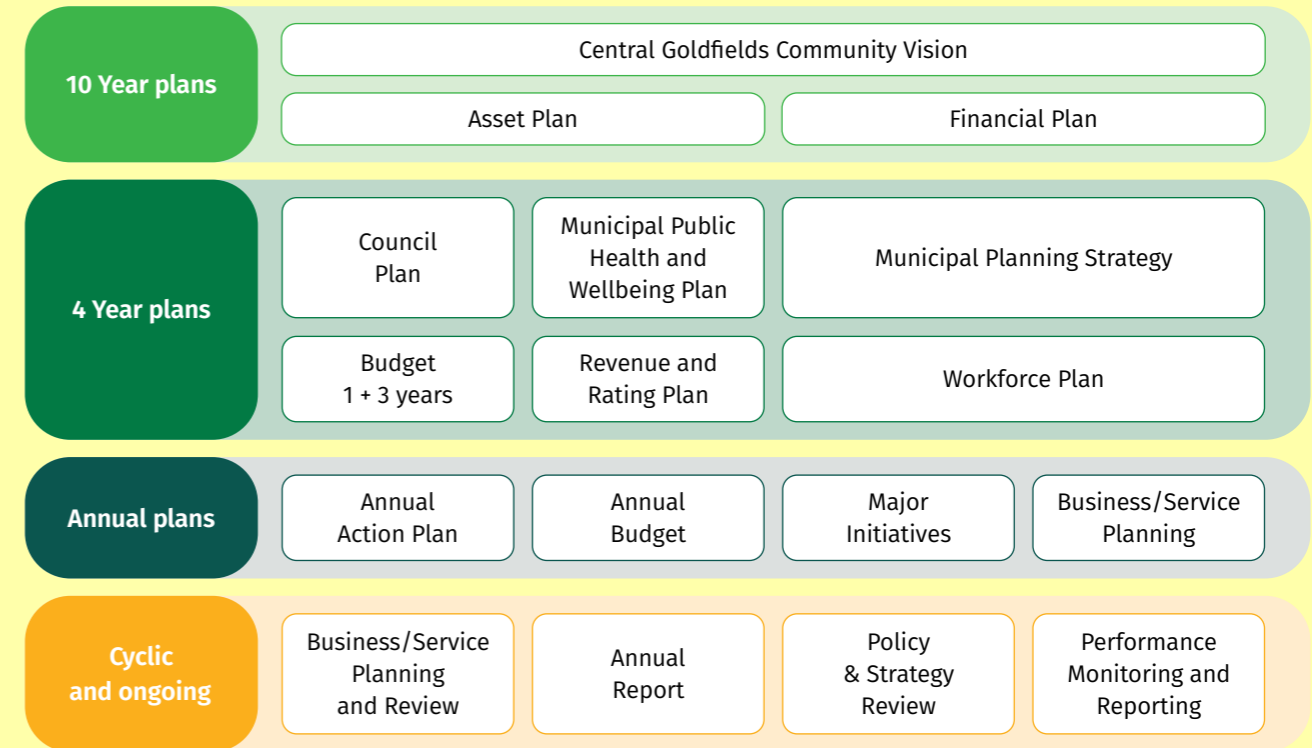 10 Year plans
Central Goldfields Community Vision
Asset Plan
Financial Plan
4 Year plans
Council
Plan
Municipal Public
Health and
Wellbeing Plan
Municipal Planning Strategy
Budget
1 + 3 years
Revenue and
Rating Plan
Workforce Plan
Annual plans
Annual
Action Plan
Annual
Budget
Major
Initiatives
Business/Service
Planning
Cyclic
and ongoing
Business/Service
Planning
and Review
Annual
Report
Policy
& Strategy
Review
Performance
Monitoring and
Reporting